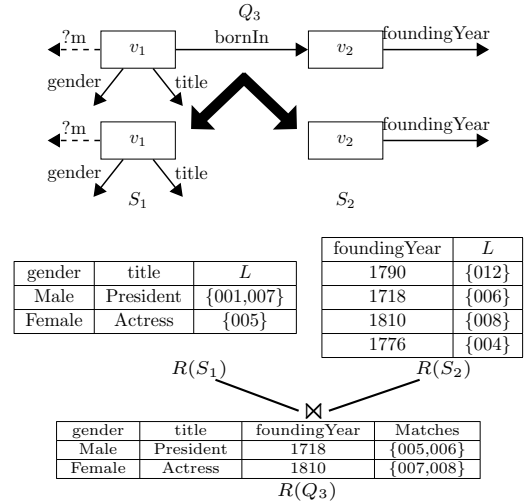 Q3
?m v1 bornIn v2 foundingYear
gender title
?m v1 v2 foundingYear
gender title
S1 S2
gender title L
Male President {001,007}
Female Actress {005}
foundingYear L
1790 {012}
1718 {006}
1810 {008}
1776 {004}
R(S1) R(S2)
⋈
gender title foundingYear Matches
Male President 1718 {005,006}
Female Actress 1810 {007,008}
R(Q3)